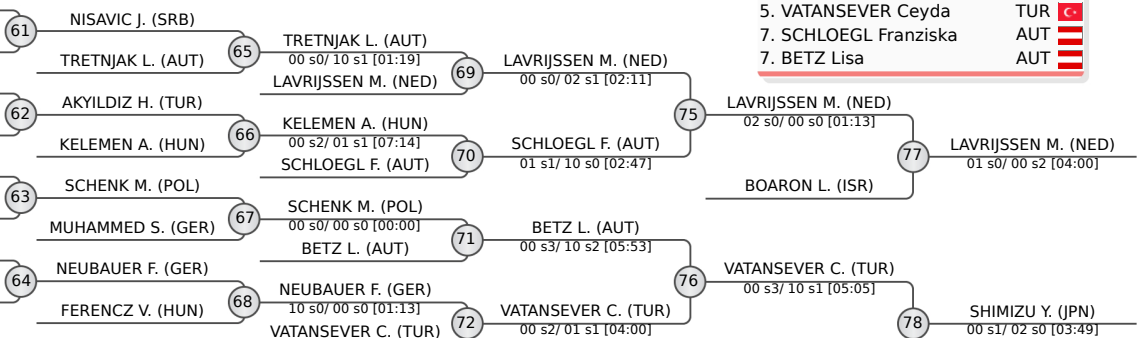 5. VATANSEVER Ceyda TUR
7. SCHLOEGL Franziska AUT
7. BETZ Lisa AUT
61
NISAVIC J. (SRB)
TRETNJAK L. (AUT)
65
TRETNJAK L. (AUT)
00 s0/ 10 s1 [01:19]
LAVRIJSSEN M. (NED)
69
LAVRIJSSEN M. (NED)
00 s0/ 02 s1 [02:11]
62
AKYILDIZ H. (TUR)
KELEMEN A. (HUN)
66
KELEMEN A. (HUN)
00 s2/ 01 s1 [07:14]
SCHLOEGL F. (AUT)
70
SCHLOEGL F. (AUT)
01 s1/ 10 s0 [02:47]
75
LAVRIJSSEN M. (NED)
02 s0/ 00 s0 [01:13]
BOARON L. (ISR)
77
LAVRIJSSEN M. (NED)
01 s0/ 00 s2 [04:00]
63
SCHENK M. (POL)
MUHAMMED S. (GER)
67
SCHENK M. (POL)
00 s0/ 00 s0 [00:00]
BETZ L. (AUT)
71
BETZ L. (AUT)
00 s3/ 10 s2 [05:53]
64
NEUBAUER F. (GER)
FERENCZ V. (HUN)
68
NEUBAUER F. (GER)
10 s0/ 00 s0 [01:13]
VATANSEVER C. (TUR)
72
VATANSEVER C. (TUR)
00 s2/ 01 s1 [04:00]
76
VATANSEVER C. (TUR)
00 s3/ 10 s1 [05:05]
78
SHIMIZU Y. (JPN)
00 s1/ 02 s0 [03:49]